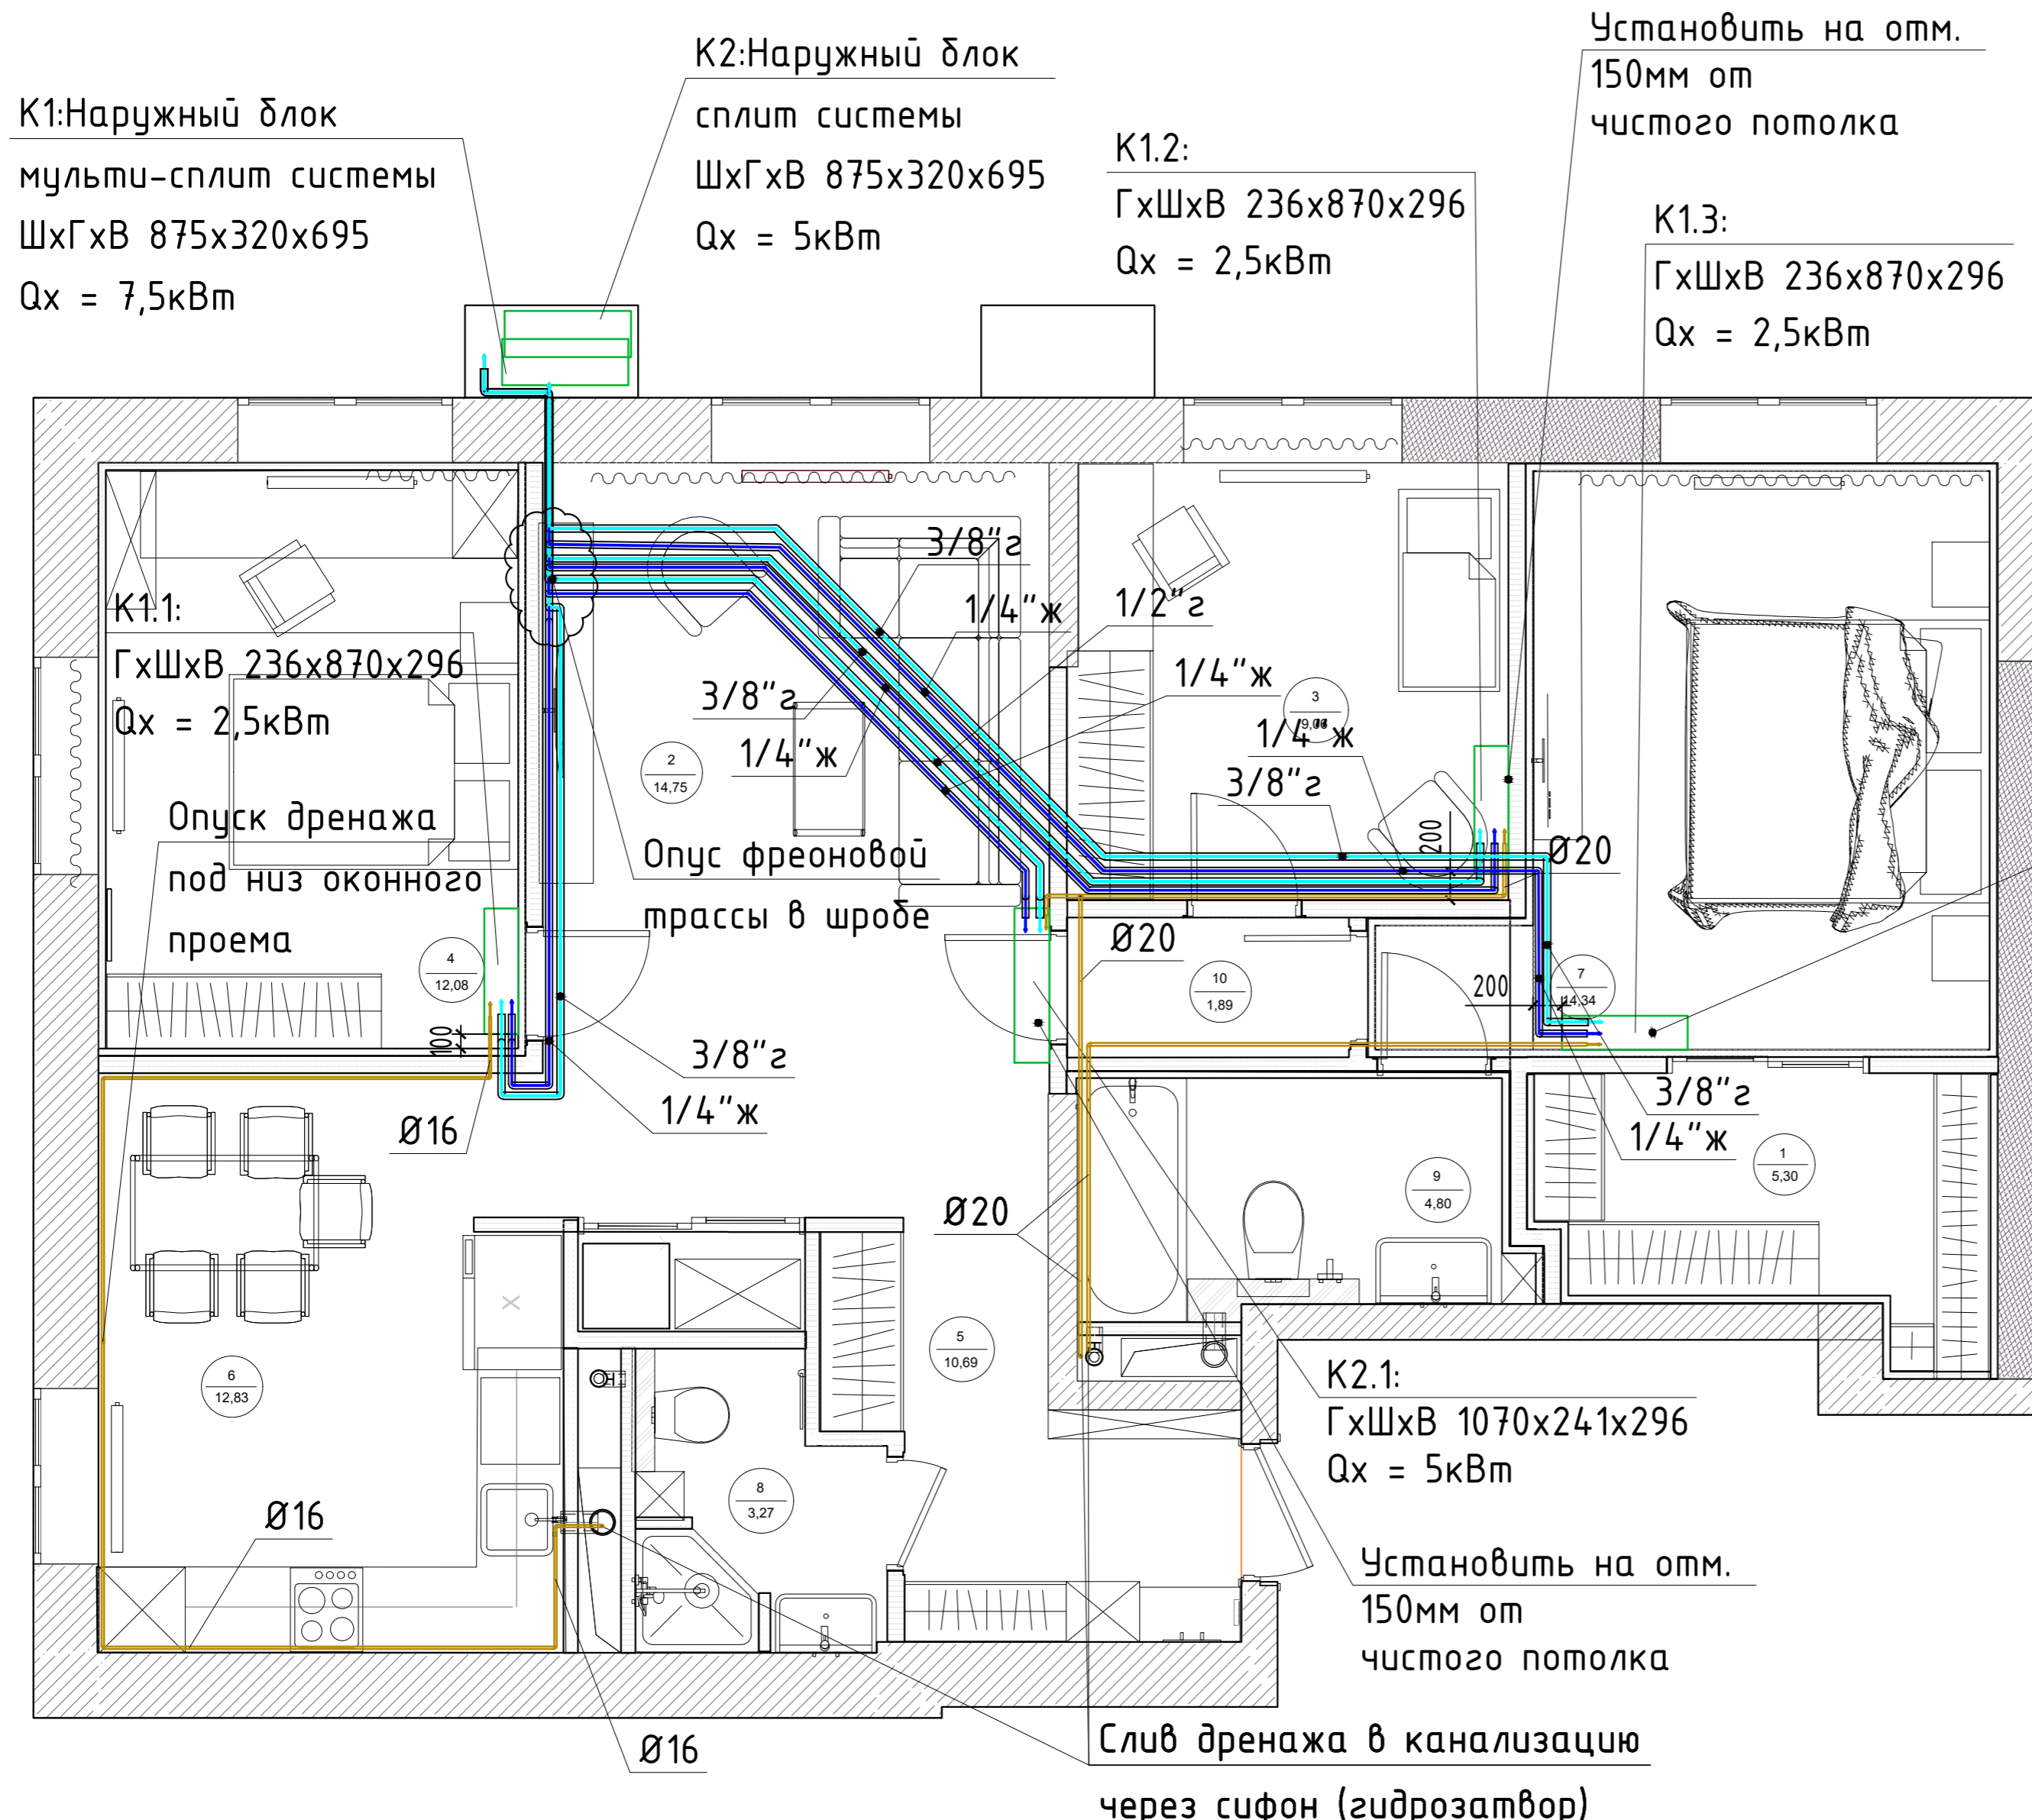 К1:Наружный блок
мульти-сплит системы
ШхГхВ 875х320х695
Qх = 7,5кВт
К2:Наружный блок
сплит системы
ШхГхВ 875х320х695
Qх = 5кВт
К1.2:
ГхШхВ 236х870х296
Qх = 2,5кВт
Установить на отм.
150мм от
чистого потолка
К1.3:
ГхШхВ 236х870х296
Qх = 2,5кВт
К1.1:
ГхШхВ 236х870х296
Qх = 2,5кВт
3/8"г
1/4"ж
1/2"г
1/4"ж
3/8"г
1/4"ж
2
14,75
3
1/4"ж
3/8"г
200
Ø20
Опуск дренажа
под низ оконного
проема
Опус фреоновой
трассы в шробе
4
12,08
100
Ø20
10
1,89
200
7
14,34
3/8"г
1/4"ж
Ø16
3/8"г
1/4"ж
1
5,30
9
4,80
Ø20
5
10,69
6
12,83
К2.1:
ГхШхВ 1070х241х296
Qх = 5кВт
8
3,27
Ø16
Установить на отм.
150мм от
чистого потолка
Ø16
Слив дренажа в канализацию
через сифон (гидрозатвор)